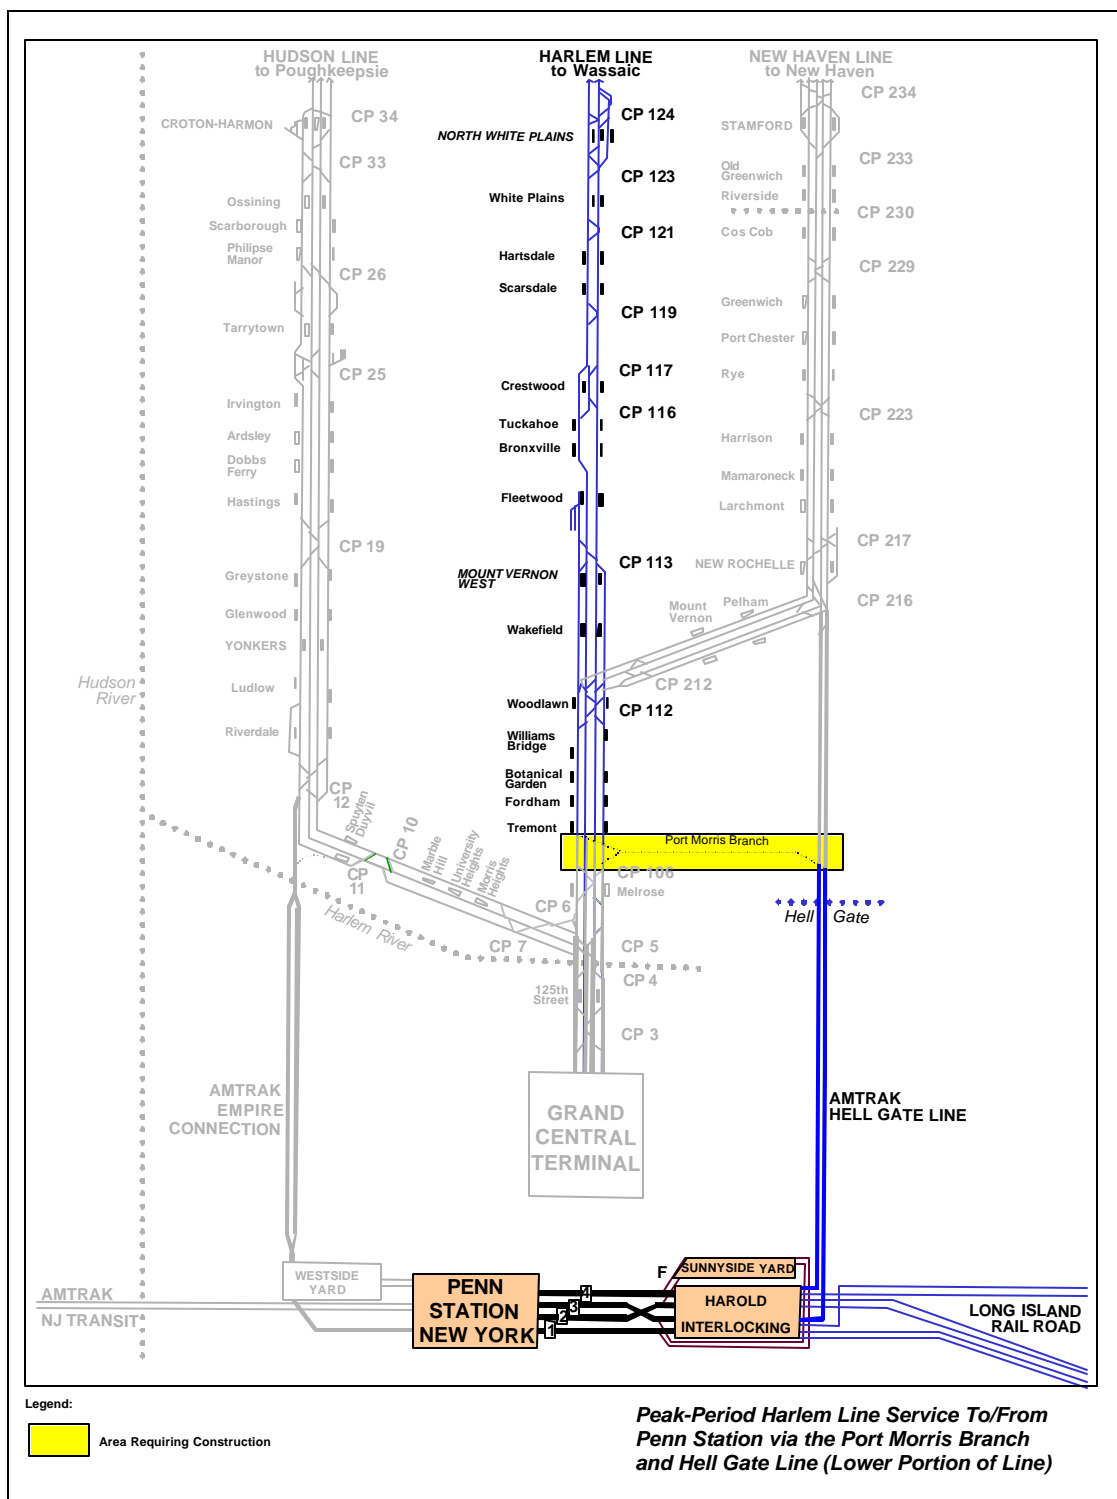 HUDSON LINE
to Poughkeepsie
HARLEM LINE
to Wassaic
NEW HAVEN LINE
to New Haven
CP 34
CROTON-HARMON
CP 33
Ossining
Scarborough
Philipse
Manor
CP 26
Tarrytown
CP 25
Irvington
Ardsley
Dobbs
Ferry
Hastings
CP 19
Greystone
Glenwood
YONKERS
Ludlow
Riverdale
Hudson
River
CP
12
Spuyten
Duyvil
CP 10
CP
11
Marble
Hill
University
Heights
Morris
Heights
Harlem River
CP 7
CP 6
CP 124
NORTH WHITE PLAINS
CP 123
White Plains
CP 121
Hartsdale
Scarsdale
CP 119
CP 117
Crestwood
CP 116
Tuckahoe
Bronxville
Fleetwood
CP 113
MOUNT VERNON
WEST
Wakefield
Woodlawn
CP 112
Williams
Bridge
Botanical
Garden
Fordham
Tremont
Port Morris Branch
CP 106
Melrose
CP 5
CP 4
125th
Street
CP 3
GRAND
CENTRAL
TERMINAL
CP 234
STAMFORD
CP 233
Old
Greenwich
Riverside
CP 230
Cos Cob
CP 229
Greenwich
Port Chester
Rye
CP 223
Harrison
Mamaroneck
Larchmont
CP 217
NEW ROCHELLE
CP 216
Pelham
Mount
Vernon
CP 212
Hell Gate
AMTRAK
HELL GATE LINE
AMTRAK
EMPIRE
CONNECTION
WESTSIDE
YARD
AMTRAK
NJ TRANSIT
PENN
STATION
NEW YORK
4
3
2
1
F
SUNNYSIDE YARD
HAROLD
INTERLOCKING
LONG ISLAND
RAIL ROAD
Legend:
Area Requiring Construction
Peak-Period Harlem Line Service To/From
Penn Station via the Port Morris Branch
and Hell Gate Line (Lower Portion of Line)